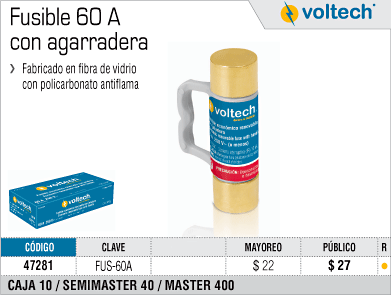 Fusible 60 A
con agarradera
voltech
Fabricado en fibra de vidrio
con policarbonato antiflama
voltech
voltech
CÓDIGO CLAVE MAYOREO PÚBLICO R
47281 FUS-60A $ 22 $ 27
CAJA 10 / SEMIMASTER 40 / MASTER 400